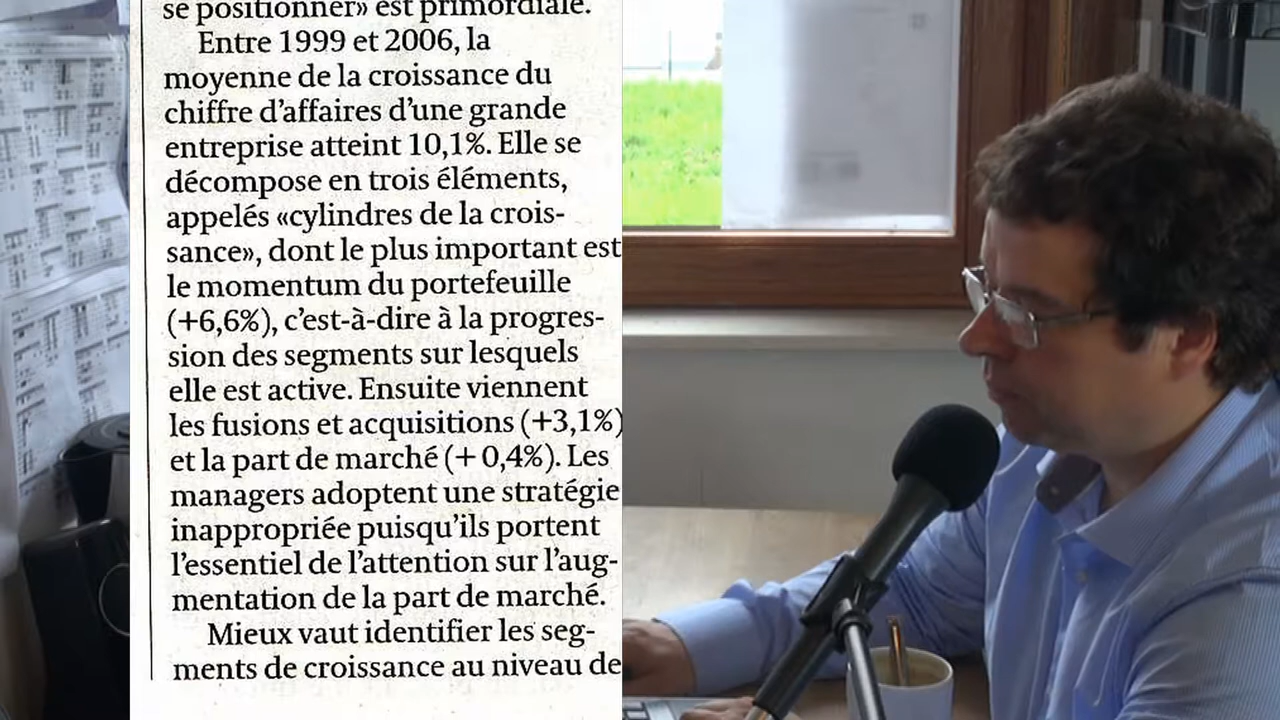 se positionner» est primordiale.
Entre 1999 et 2006, la
moyenne de la croissance du
chiffre d'affaires d'une grande
entreprise atteint 10,1%. Elle se
décompose en trois éléments,
appelés «cylindres de la crois-
sance», dont le plus important est
le momentum du portefeuille
(+6,6%), c'est-à-dire à la progres-
sion des segments sur lesquels
elle est active. Ensuite viennent
les fusions et acquisitions (+3,1%)
et la part de marché (+ 0,4%). Les
managers adoptent une stratégie
inappropriée puisqu'ils portent
l'essentiel de l'attention sur l'aug-
mentation de la part de marché.
Mieux vaut identifier les seg-
ments de croissance au niveau de